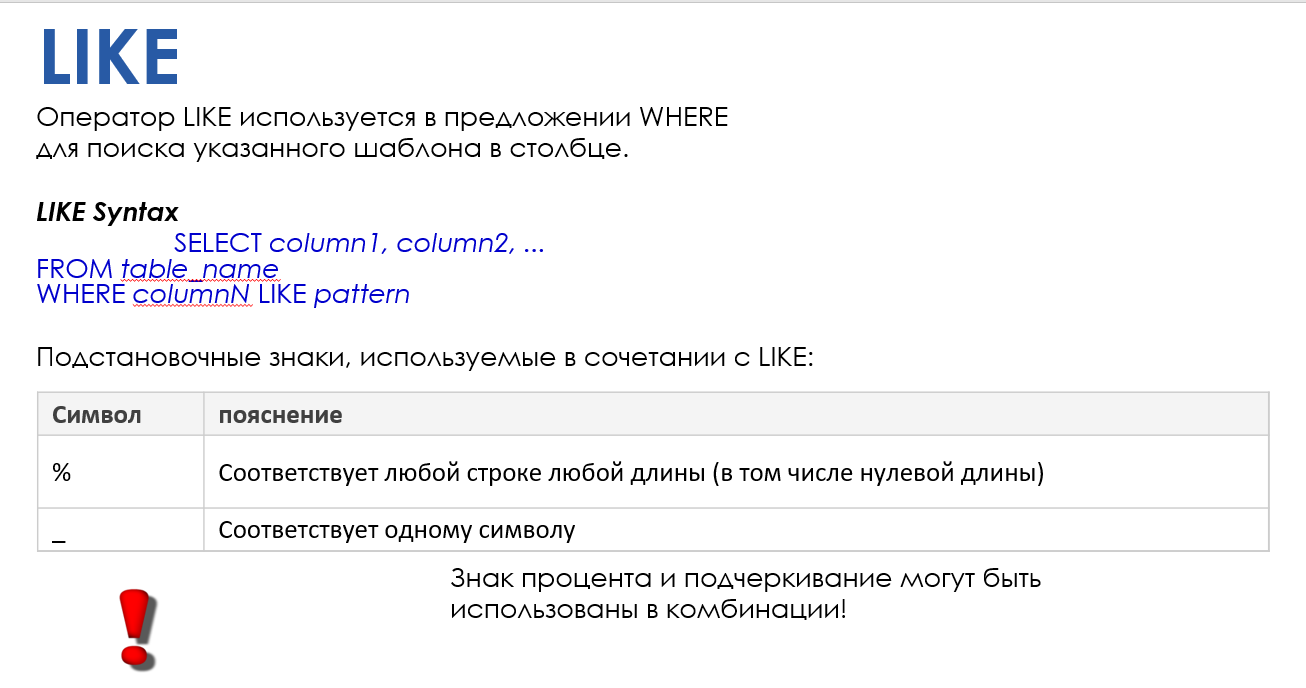 LIKE
Оператор LIKE используется в предложении WHERE
для поиска указанного шаблона в столбце.
LIKE Syntax
SELECT column1, column2, ...
FROM table_name
WHERE columnN LIKE pattern
Подстановочные знаки, используемые в сочетании с LIKE:
Символ пояснение
% Соответствует любой строке любой длины (в том числе нулевой длины)
_ Соответствует одному символу
Знак процента и подчеркивание могут быть
использованы в комбинации!